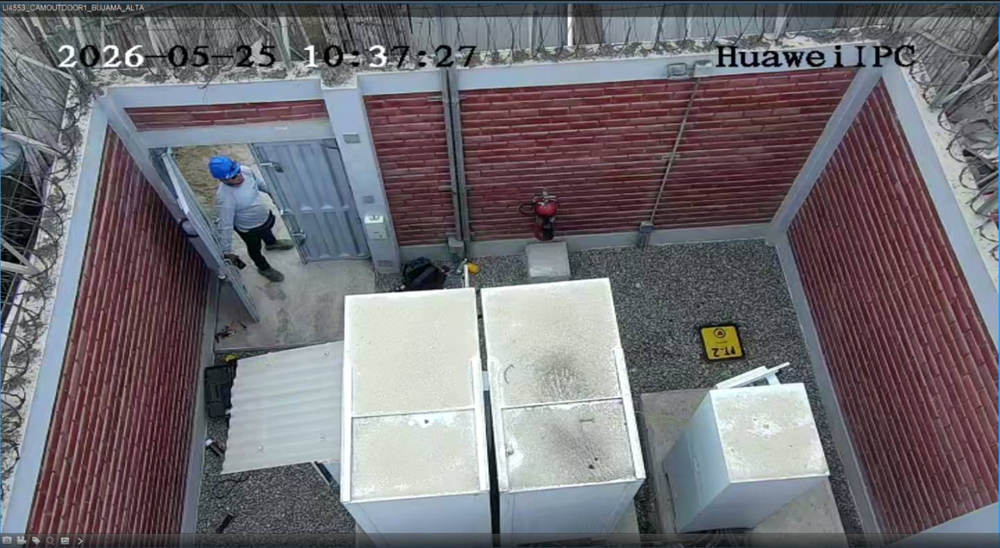 LI4553_CAMOUTDOOR1_BUJAMA_ALTA
2026-05-25 10:37:27
HuaweiIPC
PT-2